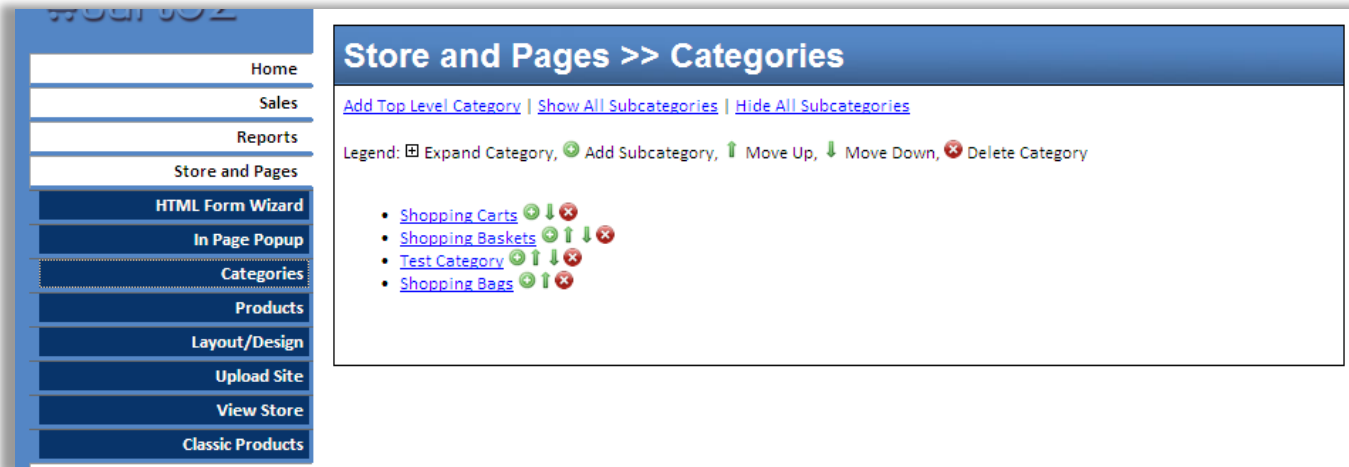 Home
Sales
Reports
Store and Pages
HTML Form Wizard
In Page Popup
Categories
Products
Layout/Design
Upload Site
View Store
Classic Products
Store and Pages >> Categories
Add Top Level Category | Show All Subcategories | Hide All Subcategories
Legend: Expand Category, Add Subcategory, Move Up, Move Down, Delete Category
Shopping Carts
Shopping Baskets
Test Category
Shopping Bags